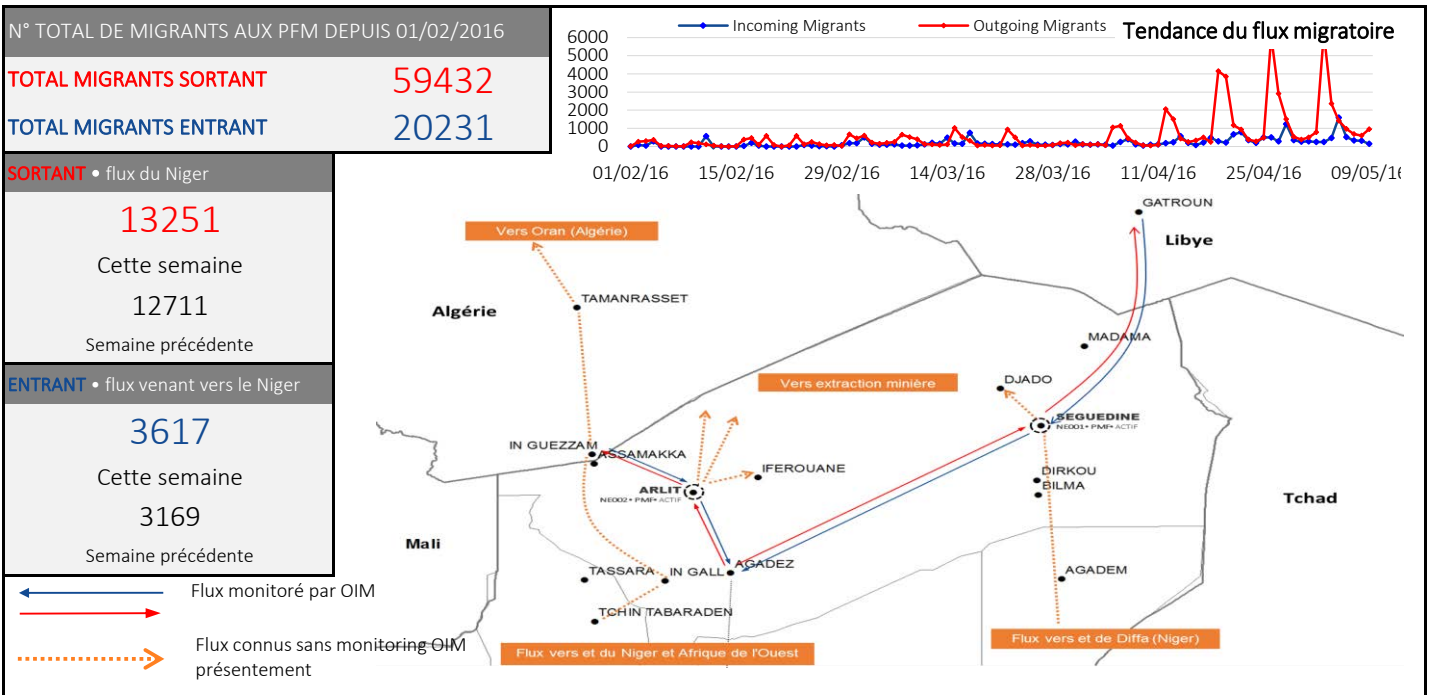 N° TOTAL DE MIGRANTS AUX PFM DEPUIS 01/02/2016
TOTAL MIGRANTS SORTANT 59432
TOTAL MIGRANTS ENTRANT 20231
Incoming Migrants
Outgoing Migrants
Tendance du flux migratoire
6000
5000
4000
3000
2000
1000
0
01/02/16 15/02/16 29/02/16 14/03/16 28/03/16 11/04/16 25/04/16 09/05/16
SORTANT • flux du Niger
13251
Cette semaine
12711
Semaine précédente
ENTRANT • flux venant vers le Niger
3617
Cette semaine
3169
Semaine précédente
Flux monitoré par OIM
Flux connus sans monitoring OIM
présentement
GATROUN
Libye
Vers Oran (Algérie)
TAMANRASSET
Algérie
MADAMA
Vers extraction minière
DJADO
SEGUEDINE
NE001• PMF• ACTIF
IN GUEZZAM
ASSAMAKKA
IFEROUANE
ARLIT
NE002• PMF• ACTIF
DIRKOU
BILMA
Tchad
Mali
AGADEZ
TASSARA
IN GALL
AGADEM
TCHIN TABARADEN
Flux vers et de Diffa (Niger)
Flux vers et du Niger et Afrique de l'Ouest